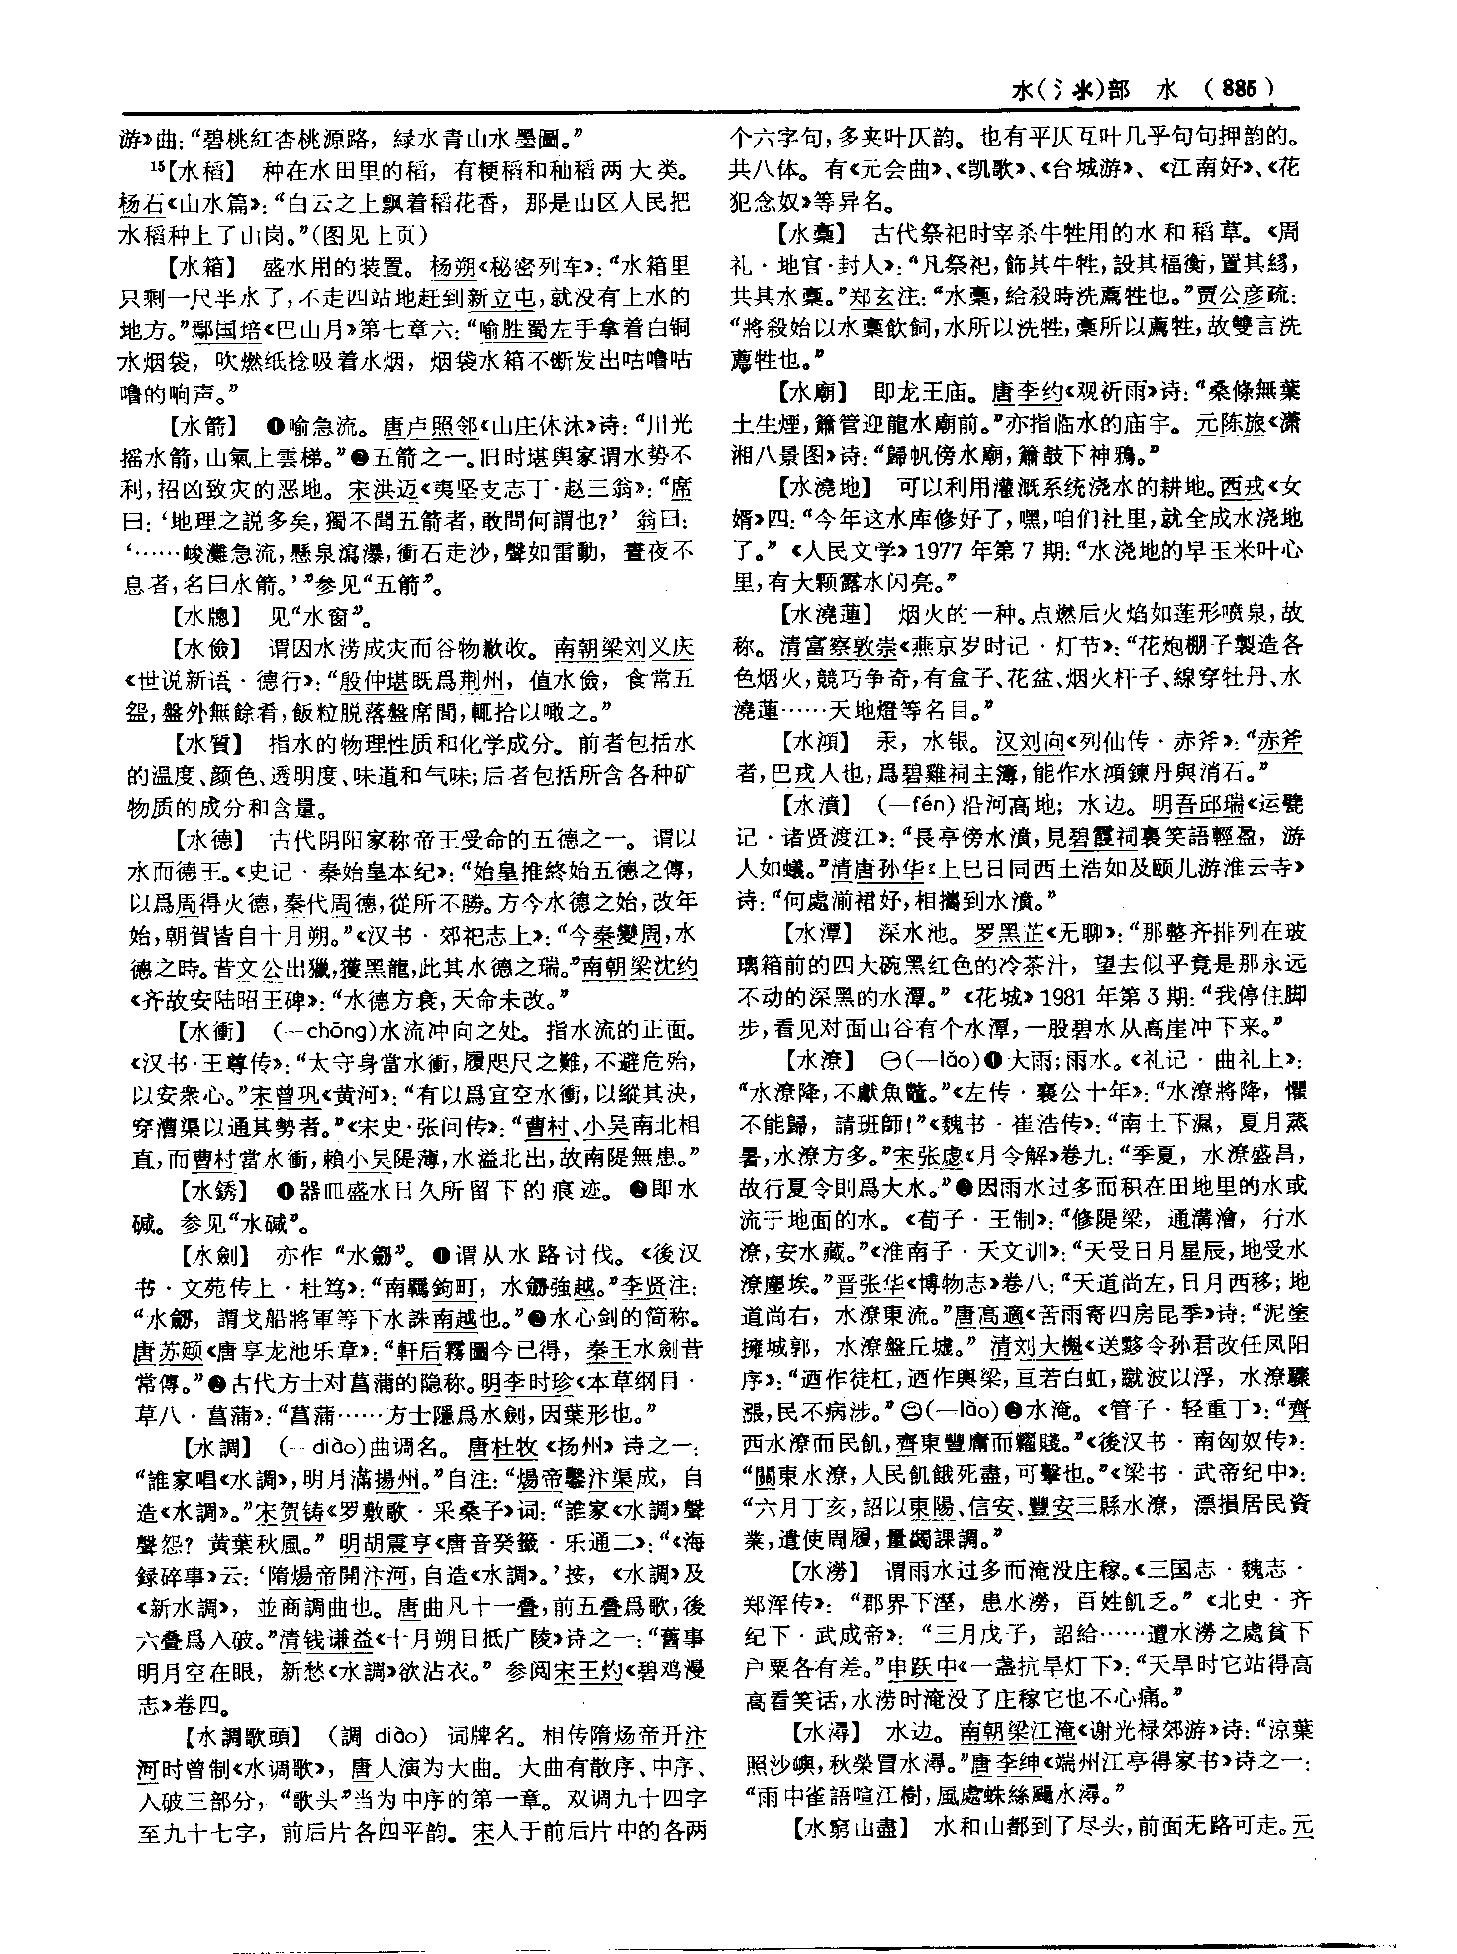 水(氵氺)部　水　(885)
游》曲：“碧桃紅杏桃源路，緑水青山水墨圖。”
15【水稻】　种在水田里的稻，有粳稻和秈稻两大类。
杨石《山水篇》：“白云之上飘着稻花香，那是山区人民把
水稻种上了山岗。”(图见上页)
【水箱】　盛水用的装置。杨朔《秘密列车》：“水箱里
只剩一尺半水了，不走四站地赶到新立屯，就没有上水的
地方。”鄢国培《巴山月》第七章六：“喻胜蜀左手拿着白铜
水烟袋，吹燃纸捻吸着水烟，烟袋水箱不断发出咕噜咕
噜的响声。”
【水箭】　❶喻急流。唐卢照邻《山庄休沐》诗：“川光
摇水箭，山氣上雲梯。”❷五箭之一。旧时堪舆家谓水势不
利，招凶致灾的恶地。宋洪迈《夷坚支志丁·赵三翁》：“席
曰：‘地理之説多矣，獨不聞五箭者，敢問何謂也？’翁曰：
‘……峻灘急流，懸泉瀉瀑，衝石走沙，聲如雷動，晝夜不
息者，名曰水箭。’”参见“五箭”。
【水牕】　见“水窗”。
【水儉】　谓因水涝成灾而谷物歉收。南朝梁刘义庆
《世说新语·德行》：“殷仲堪既爲荆州，值水儉，食常五
盌，盤外無餘肴，飯粒脱落盤席間，輒拾以噉之。”
【水質】　指水的物理性质和化学成分。前者包括水
的温度、颜色、透明度、味道和气味；后者包括所含各种矿
物质的成分和含量。
【水德】　古代阴阳家称帝王受命的五德之一。谓以
水而德王。《史记·秦始皇本纪》：“始皇推終始五德之傳，
以爲周得火德，秦代周德，從所不勝。方今水德之始，改年
始，朝賀皆自十月朔。”《汉书·郊祀志上》：“今秦變周，水
德之時。昔文公出獵，獲黑龍，此其水德之瑞。”南朝梁沈约
《齐故安陆昭王碑》：“水德方衰，天命未改。”
【水衝】　(—chōng)水流冲向之处。指水流的正面。
《汉书·王尊传》：“太守身當水衝，履咫尺之難，不避危殆，
以安衆心。”宋曾巩《黄河》：“有以爲宜空水衝，以縱其决，
穿漕渠以通其勢者。”《宋史·张问传》：“曹村、小吴南北相
直，而曹村當水衝，賴小吴隄薄，水溢北出，故南隄無患。”
【水銹】　❶器皿盛水日久所留下的痕迹。❷即水
碱。参见“水碱”。
【水劍】　亦作“水劒”。❶谓从水路讨伐。《後汉
书·文苑传上·杜笃》：“南羈鉤町，水劒強越。”李贤注：
“水劒，謂戈船將軍等下水誅南越也。”❷水心剑的简称。
唐苏颋《唐享龙池乐章》：“軒后霧圖今已得，秦王水劍昔
常傳。”❸古代方士对菖蒲的隐称。明李时珍《本草纲目·
草八·菖蒲》：“菖蒲……方士隱爲水劍，因葉形也。”
【水調】　(—diào)曲调名。唐杜牧《扬州》诗之一：
“誰家唱《水調》，明月滿揚州。”自注：“煬帝鑿汴渠成，自
造《水調》。”宋贺铸《罗敷歌·采桑子》词：“誰家《水調》聲
聲怨？黄葉秋風。”明胡震亨《唐音癸籤·乐通二》：“《海
録碎事》云：‘隋煬帝開汴河，自造《水調》。’按，《水調》及
《新水調》，並商調曲也。唐曲凡十一叠，前五叠爲歌，後
六叠爲入破。”清钱谦益《十月朔日抵广陵》诗之一：“舊事
明月空在眼，新愁《水調》欲沾衣。”参阅宋王灼《碧鸡漫
志》卷四。
【水調歌頭】　(調 diào)　词牌名。相传隋炀帝开汴
河时曾制《水调歌》，唐人演为大曲。大曲有散序、中序、
入破三部分，“歌头”当为中序的第一章。双调九十四字
至九十七字，前后片各四平韵。宋人于前后片中的各两
个六字句，多夹叶仄韵。也有平仄互叶几乎句句押韵的。
共八体。有《元会曲》、《凯歌》、《台城游》、《江南好》、《花
犯念奴》等异名。
【水稾】　古代祭祀时宰杀牛牲用的水和稻草。《周
礼·地官·封人》：“凡祭祀，飾其牛牲，設其楅衡，置其絼，
共其水稾。”郑玄注：“水稾，給殺時洗薦牲也。”贾公彦疏：
“將殺始以水稾飲飼，水所以洗牲，稾所以薦牲，故雙言洗
薦牲也。”
【水廟】　即龙王庙。唐李约《观祈雨》诗：“桑條無葉
土生煙，簫管迎龍水廟前。”亦指临水的庙宇。元陈旅《潇
湘八景图》诗：“歸帆傍水廟，簫鼓下神鴉。”
【水澆地】　可以利用灌溉系统浇水的耕地。西戎《女
婿》四：“今年这水库修好了，嘿，咱们社里，就全成水浇地
了。”《人民文学》1977年第7期：“水浇地的早玉米叶心
里，有大颗露水闪亮。”
【水澆蓮】　烟火的一种。点燃后火焰如莲形喷泉，故
称。清富察敦崇《燕京岁时记·灯节》：“花炮棚子製造各
色烟火，競巧争奇，有盒子、花盆、烟火杆子、線穿牡丹、水
澆蓮……天地燈等名目。”
【水澒】　汞，水银。汉刘向《列仙传·赤斧》：“赤斧
者，巴戎人也，爲碧雞祠主簿，能作水澒鍊丹與消石。”
【水濆】　(—fén)沿河高地；水边。明吾邱瑞《运甓
记·诸贤渡江》：“長亭傍水濆，見碧霞祠裏笑語輕盈，游
人如蟻。”清唐孙华《上巳日同西土浩如及颐儿游淮云寺》
诗：“何處湔裙好，相攜到水濆。”
【水潭】　深水池。罗黑芷《无聊》：“那整齐排列在玻
璃箱前的四大碗黑红色的冷茶汁，望去似乎竟是那永远
不动的深黑的水潭。”《花城》1981年第3期：“我停住脚
步，看见对面山谷有个水潭，一股碧水从高崖冲下来。”
【水潦】　㊀(—lǎo)❶大雨；雨水。《礼记·曲礼上》：
“水潦降，不獻魚鼈。”《左传·襄公十年》：“水潦將降，懼
不能歸，請班師！”《魏书·崔浩传》：“南土下濕，夏月蒸
暑，水潦方多。”宋张虙《月令解》卷九：“季夏，水潦盛昌，
故行夏令則爲大水。”❷因雨水过多而积在田地里的水或
流于地面的水。《荀子·王制》：“修隄梁，通溝澮，行水
潦，安水藏。”《淮南子·天文训》：“天受日月星辰，地受水
潦塵埃。”晋张华《博物志》卷八：“天道尚左，日月西移；地
道尚右，水潦東流。”唐高適《苦雨寄四房昆季》诗：“泥塗
擁城郭，水潦盤丘墟。”清刘大櫆《送黟令孙君改任凤阳
序》：“迺作徒杠，迺作輿梁，亘若白虹，蹴波以浮，水潦驟
漲，民不病涉。”㊁(—lào)❷水淹。《管子·轻重丁》：“齊
西水潦而民飢，齊東豐庸而糶賤。”《後汉书·南匈奴传》：
“關東水潦，人民飢餓死盡，可擊也。”《梁书·武帝纪中》：
“六月丁亥，詔以東陽、信安、豐安三縣水潦，漂損居民資
業，遣使周履，量蠲課調。”
【水澇】　谓雨水过多而淹没庄稼。《三国志·魏志·
郑浑传》：“郡界下溼，患水澇，百姓飢乏。”《北史·齐
纪下·武成帝》：“三月戊子，詔給……遭水澇之處貧下
户粟各有差。”申跃中《一盏抗旱灯下》：“天旱时它站得高
高看笑话，水涝时淹没了庄稼它也不心痛。”
【水潯】　水边。南朝梁江淹《谢光禄郊游》诗：“涼葉
照沙嶼，秋榮冒水潯。”唐李绅《端州江亭得家书》诗之一：
“雨中雀語喧江樹，風處蛛絲颺水潯。”
【水窮山盡】　水和山都到了尽头，前面无路可走。元